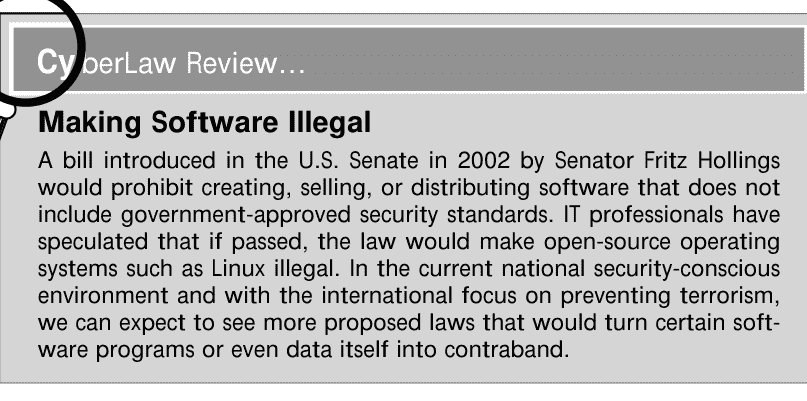 CyberLaw Review...
Making Software Illegal
A bill introduced in the U.S. Senate in 2002 by Senator Fritz Hollings
would prohibit creating, selling, or distributing software that does not
include government-approved security standards. IT professionals have
speculated that if passed, the law would make open-source operating
systems such as Linux illegal. In the current national security-conscious
environment and with the international focus on preventing terrorism,
we can expect to see more proposed laws that would turn certain soft-
ware programs or even data itself into contraband.